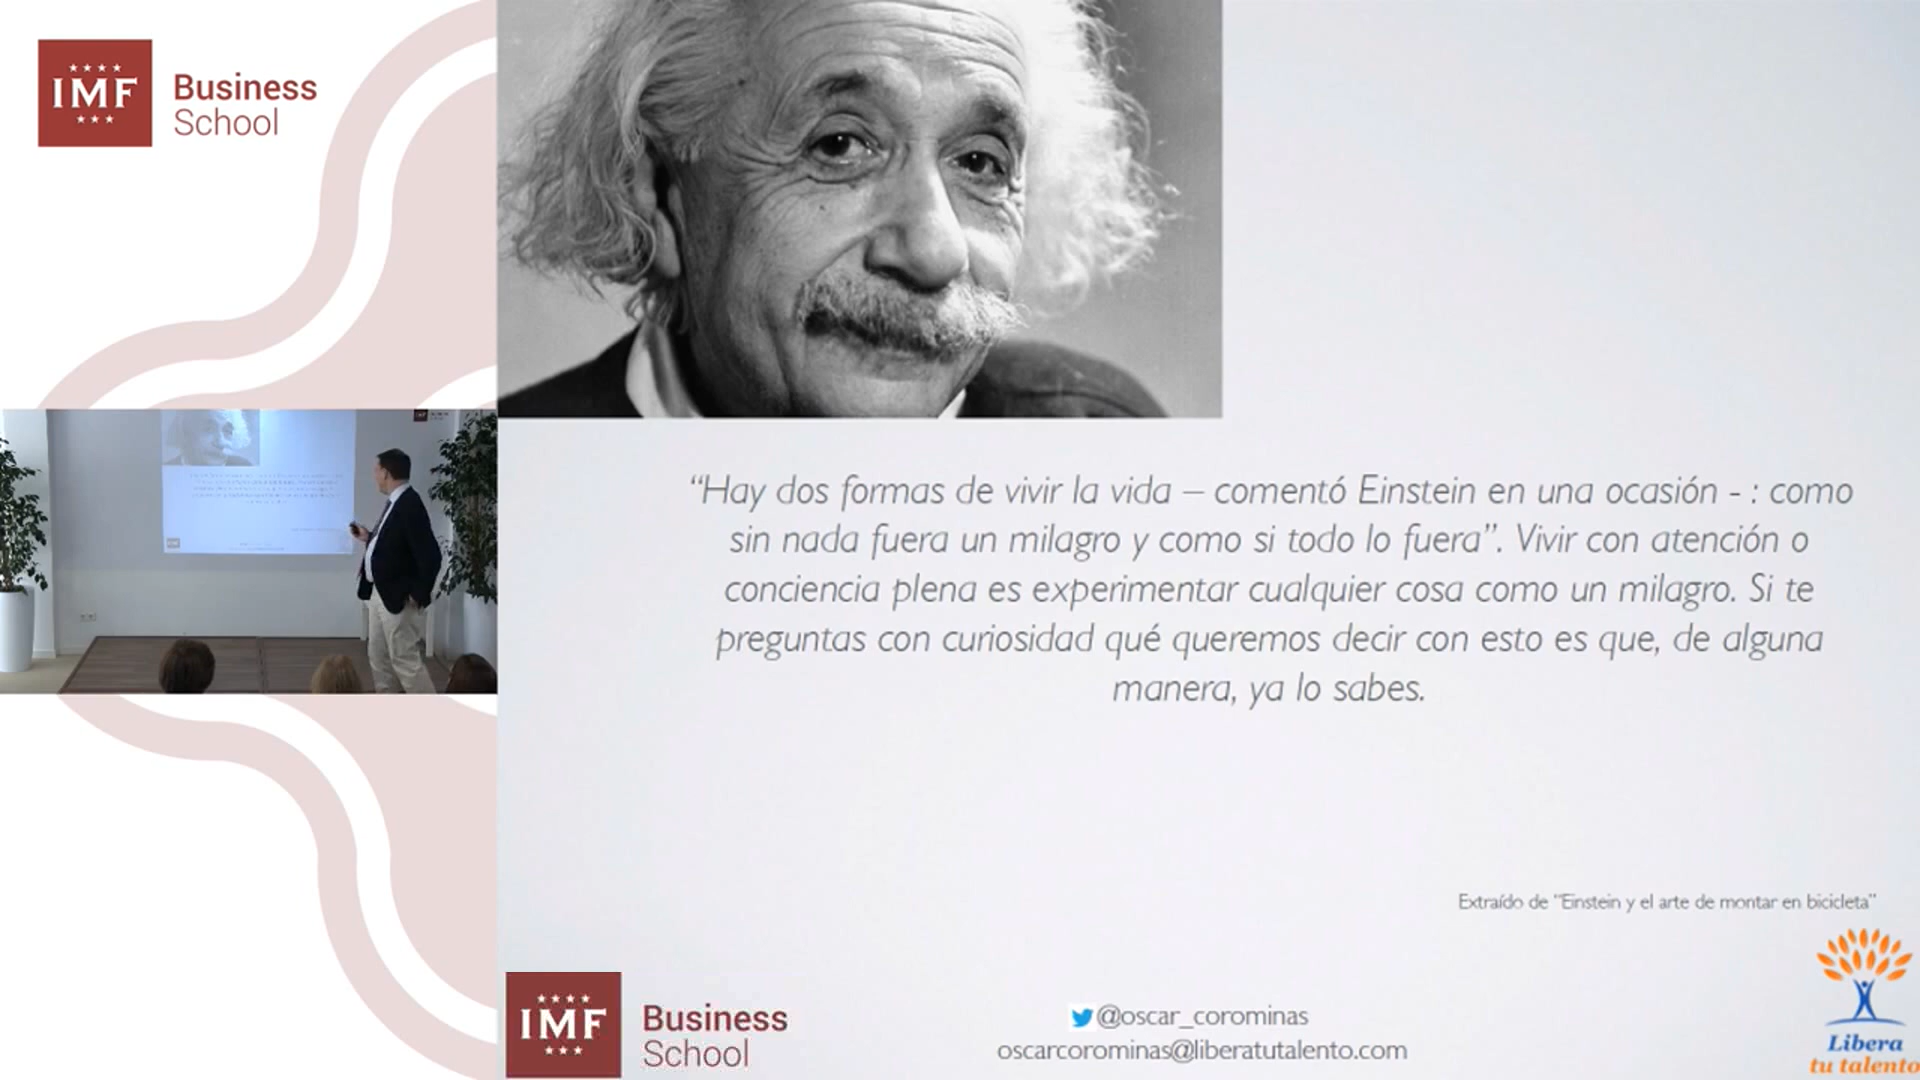 IMF
Business
School
“Hay dos formas de vivir la vida – comentó Einstein en una ocasión - : como
sin nada fuera un milagro y como si todo lo fuera”. Vivir con atención o
conciencia plena es experimentar cualquier cosa como un milagro. Si te
preguntas con curiosidad qué queremos decir con esto es que, de alguna
manera, ya lo sabes.
Extraído de “Einstein y el arte de montar en bicicleta”
IMF
Business
School
@oscar_corominas
oscarcorominas@liberatutalento.com
Libera
tu talento